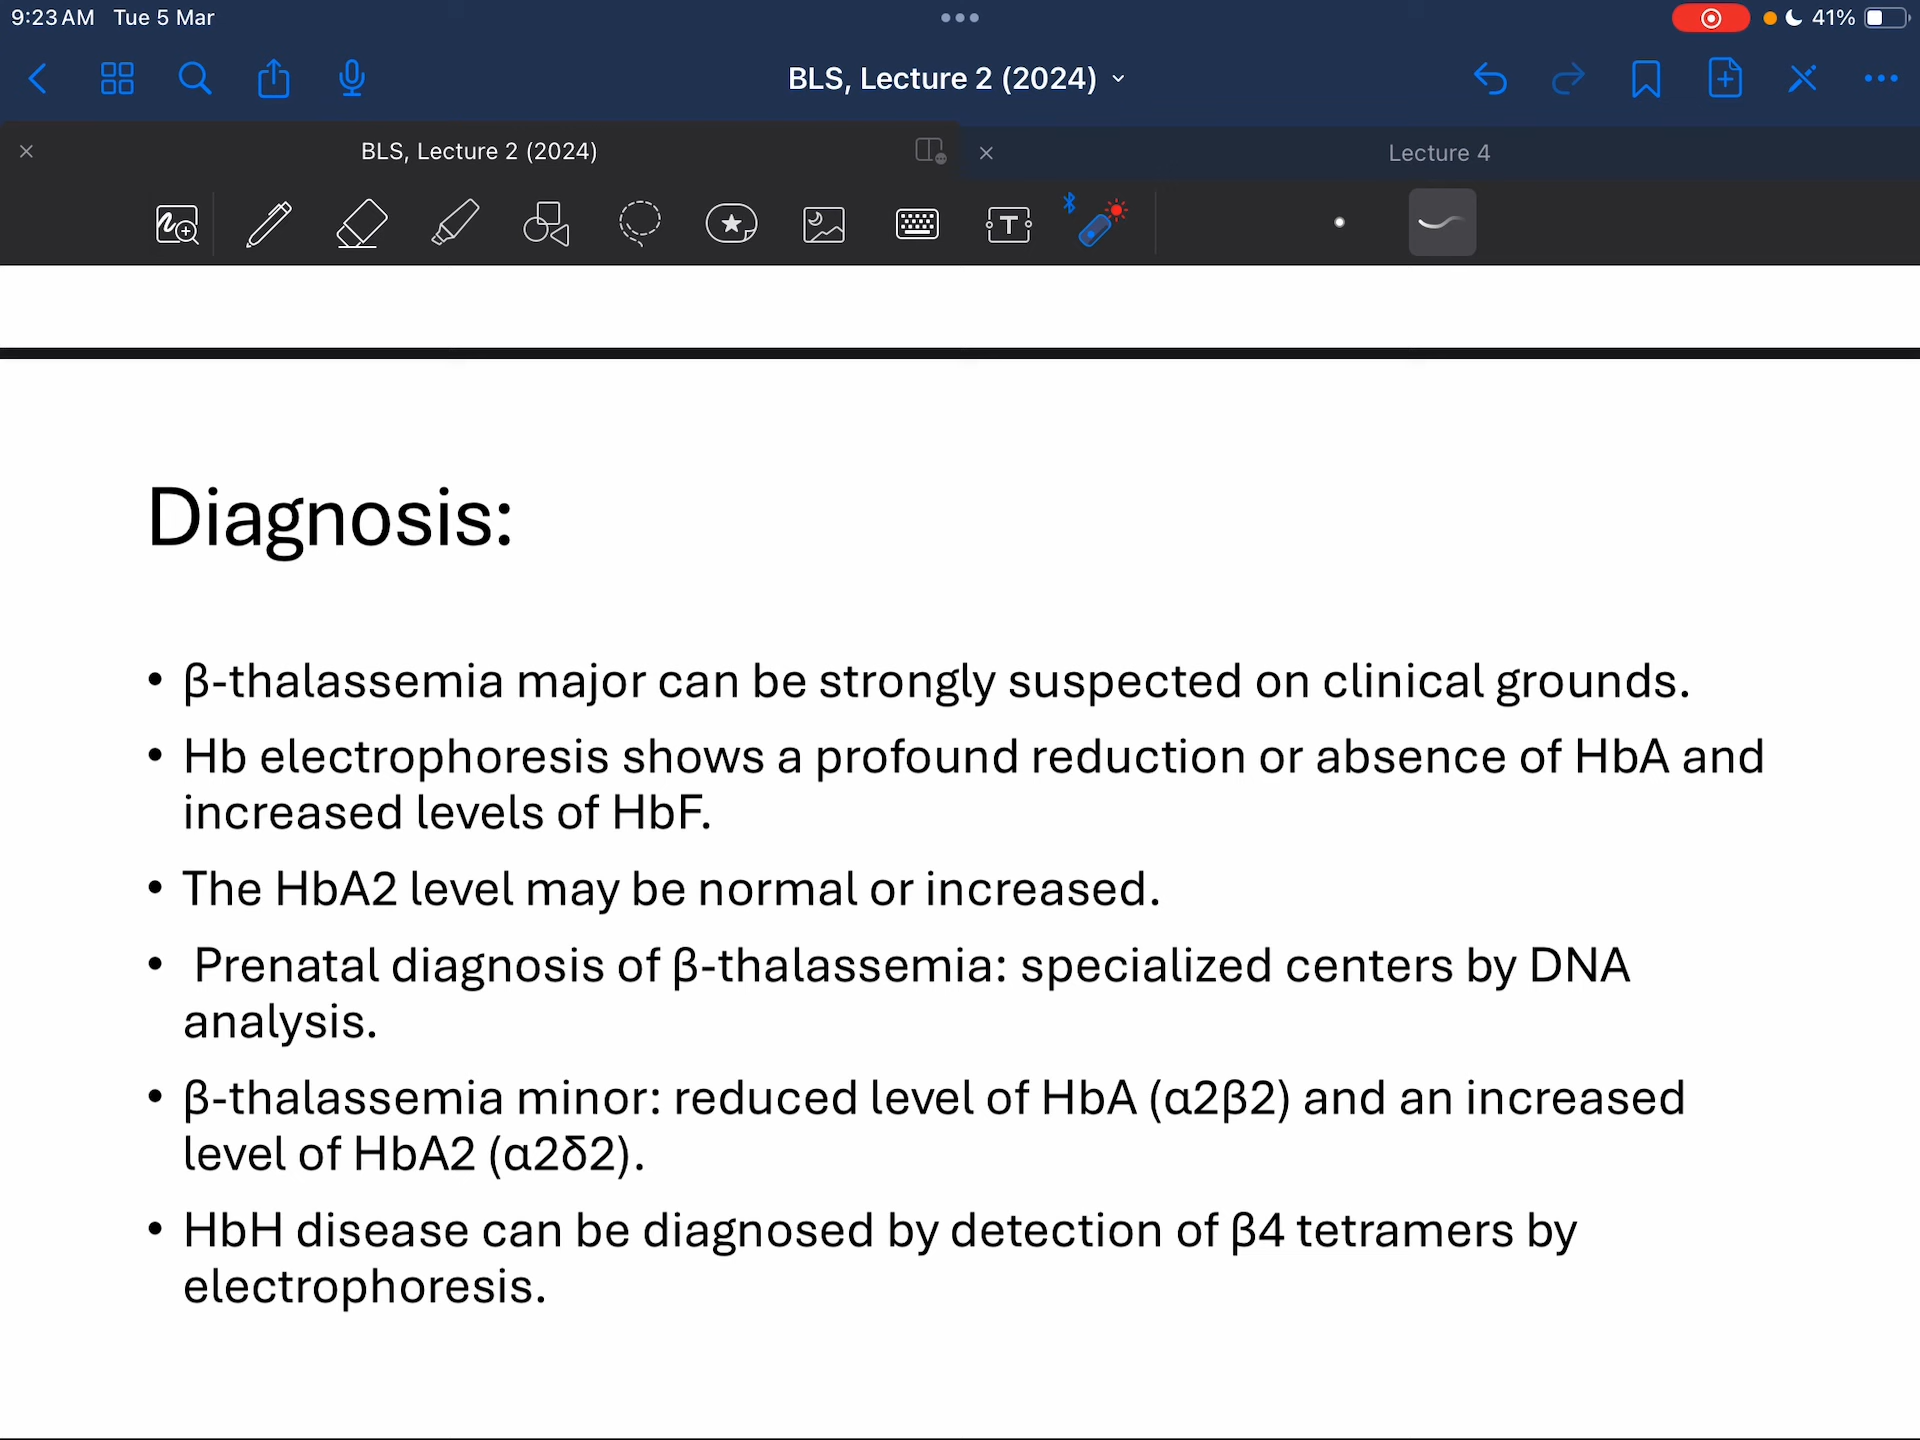 9:23 AM Tue 5 Mar
41%
BLS, Lecture 2 (2024)
BLS, Lecture 2 (2024)
Lecture 4
T
Diagnosis:
• β-thalassemia major can be strongly suspected on clinical grounds.
• Hb electrophoresis shows a profound reduction or absence of HbA and
increased levels of HbF.
• The HbA2 level may be normal or increased.
• Prenatal diagnosis of β-thalassemia: specialized centers by DNA
analysis.
• β-thalassemia minor: reduced level of HbA (α2β2) and an increased
level of HbA2 (α2δ2).
• HbH disease can be diagnosed by detection of β4 tetramers by
electrophoresis.